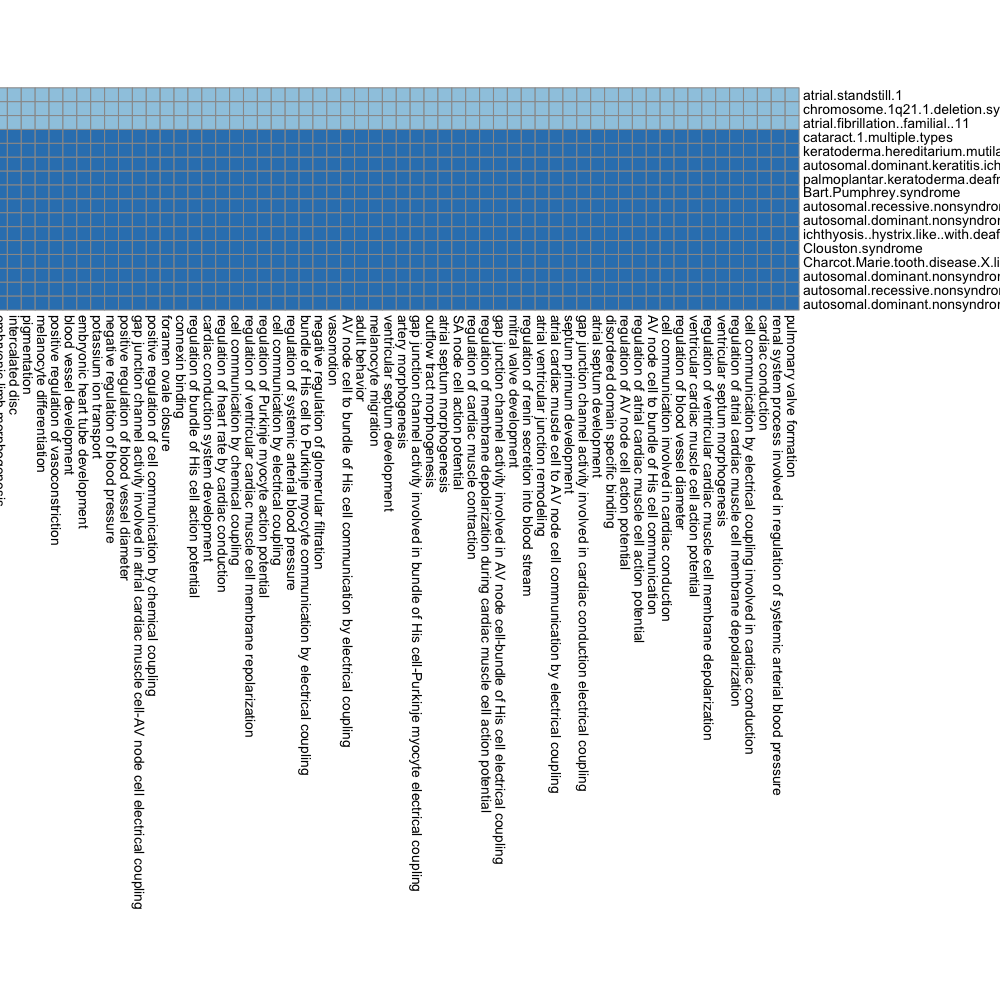 atrial.standstill.1
chromosome.1q21.1.deletion.sy
atrial.fibrillation..familial..11
cataract.1.multiple.types
keratoderma.hereditarium.mutila
autosomal.dominant.keratitis.ich
palmoplantar.keratoderma.deafn
Bart.Pumphrey.syndrome
autosomal.recessive.nonsyndro
autosomal.dominant.nonsyndro
ichthyosis..hystrix.like..with.deaf
Clouston.syndrome
Charcot.Marie.tooth.disease.X.li
autosomal.dominant.nonsyndro
autosomal.recessive.nonsyndro
autosomal.dominant.nonsyndro
intercalated disc
pigmentation
melanocyte differentiation
positive regulation of vasoconstriction
blood vessel development
embryonic heart tube development
potassium ion transport
negative regulation of blood pressure
positive regulation of blood vessel diameter
gap junction channel activity involved in atrial cardiac muscle cell-AV node cell electrical coupling
positive regulation of cell communication by chemical coupling
foramen ovale closure
connexin binding
regulation of bundle of His cell action potential
cardiac conduction system development
regulation of heart rate by cardiac conduction
cell communication by chemical coupling
regulation of ventricular cardiac muscle cell membrane repolarization
regulation of Purkinje myocyte action potential
cell communication by electrical coupling
regulation of systemic arterial blood pressure
bundle of His cell to Purkinje myocyte communication by electrical coupling
negative regulation of glomerular filtration
vasomotion
AV node cell to bundle of His cell communication by electrical coupling
adult behavior
melanocyte migration
ventricular septum development
artery morphogenesis
gap junction channel activity involved in bundle of His cell-Purkinje myocyte electrical coupling
outflow tract morphogenesis
atrial septum morphogenesis
SA node cell action potential
regulation of cardiac muscle contraction
regulation of membrane depolarization during cardiac muscle cell action potential
gap junction channel activity involved in AV node cell-bundle of His cell electrical coupling
mitral valve development
regulation of renin secretion into blood stream
atrial ventricular junction remodeling
atrial cardiac muscle cell to AV node cell communication by electrical coupling
septum primum development
gap junction channel activity involved in cardiac conduction electrical coupling
atrial septum development
disordered domain specific binding
regulation of AV node cell action potential
regulation of atrial cardiac muscle cell action potential
AV node cell to bundle of His cell communication
cell communication involved in cardiac conduction
regulation of blood vessel diameter
ventricular cardiac muscle cell action potential
regulation of ventricular cardiac muscle cell membrane depolarization
ventricular septum morphogenesis
regulation of atrial cardiac muscle cell membrane depolarization
cell communication by electrical coupling involved in cardiac conduction
cardiac conduction
renal system process involved in regulation of systemic arterial blood pressure
pulmonary valve formation